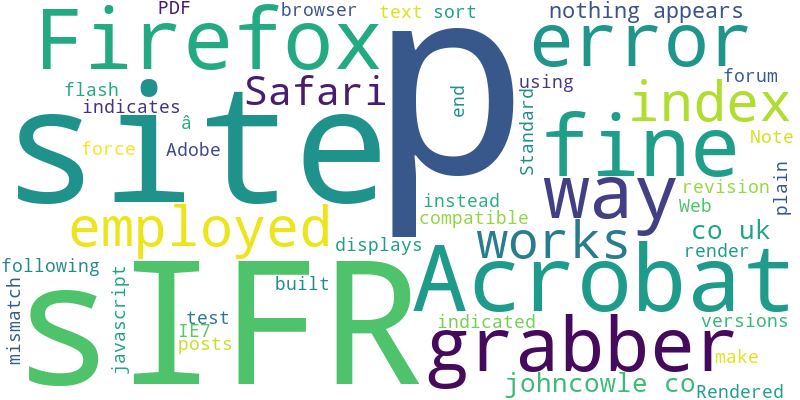 PDF
browser
text
sort
nothing appears
Firefox
p
error
flash
indicates
Safari
using
forum
site
â
end
Standard
index
force
Adobe
fine
Note
employed
instead
compatible
way
revision
plain
Web
displays
works
co uk
render
following
sIFR
built
Acrobat
mismatch
javascript
test
IE7
posts
indicated
grabber
versions
make
johncowle co
Rendered